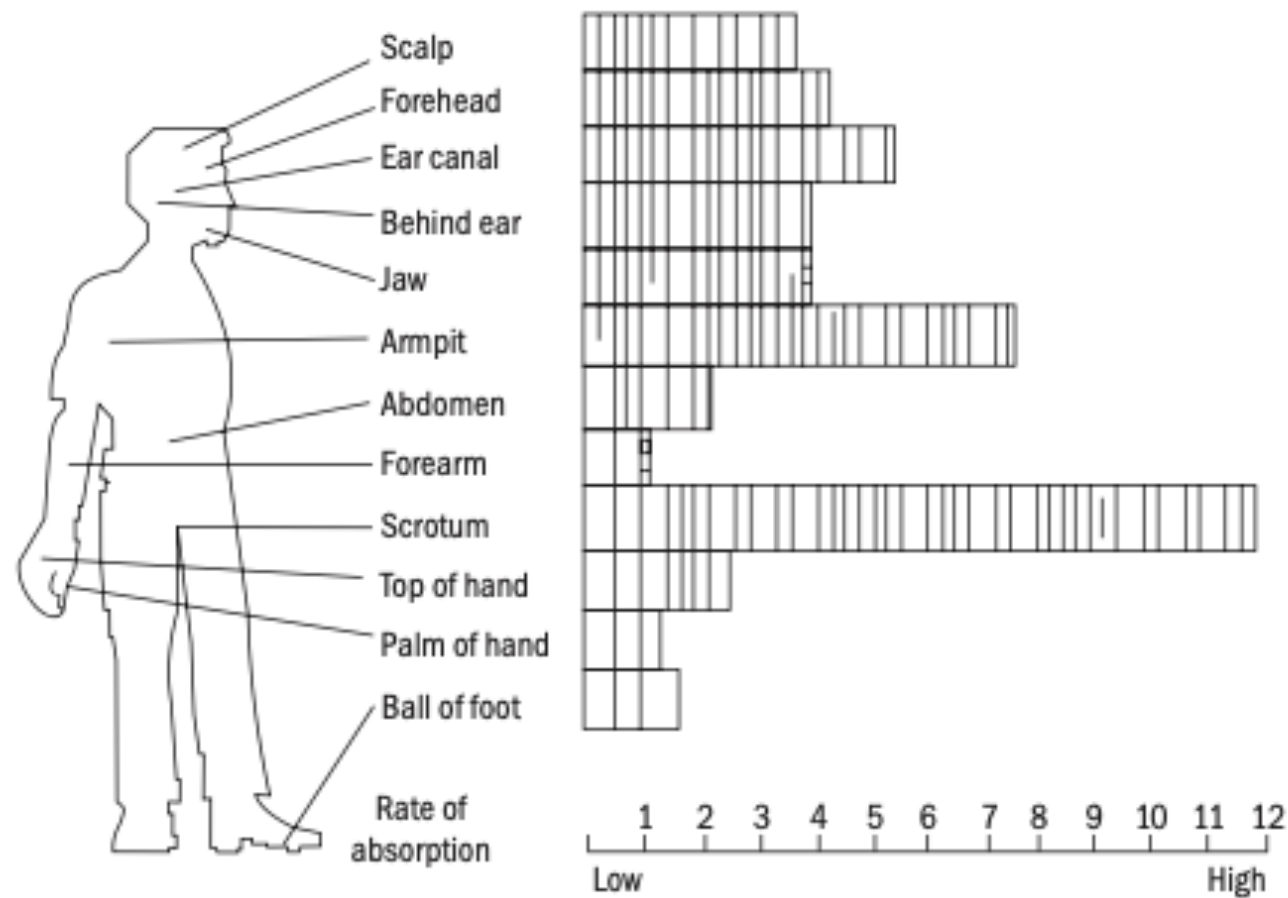 Scalp
Forehead
Ear canal
Behind ear
Jaw
Armpit
Abdomen
Forearm
Scrotum
Top of hand
Palm of hand
Ball of foot
Rate of
absorption
1 2 3 4 5 6 7 8 9 10 11 12
Low High